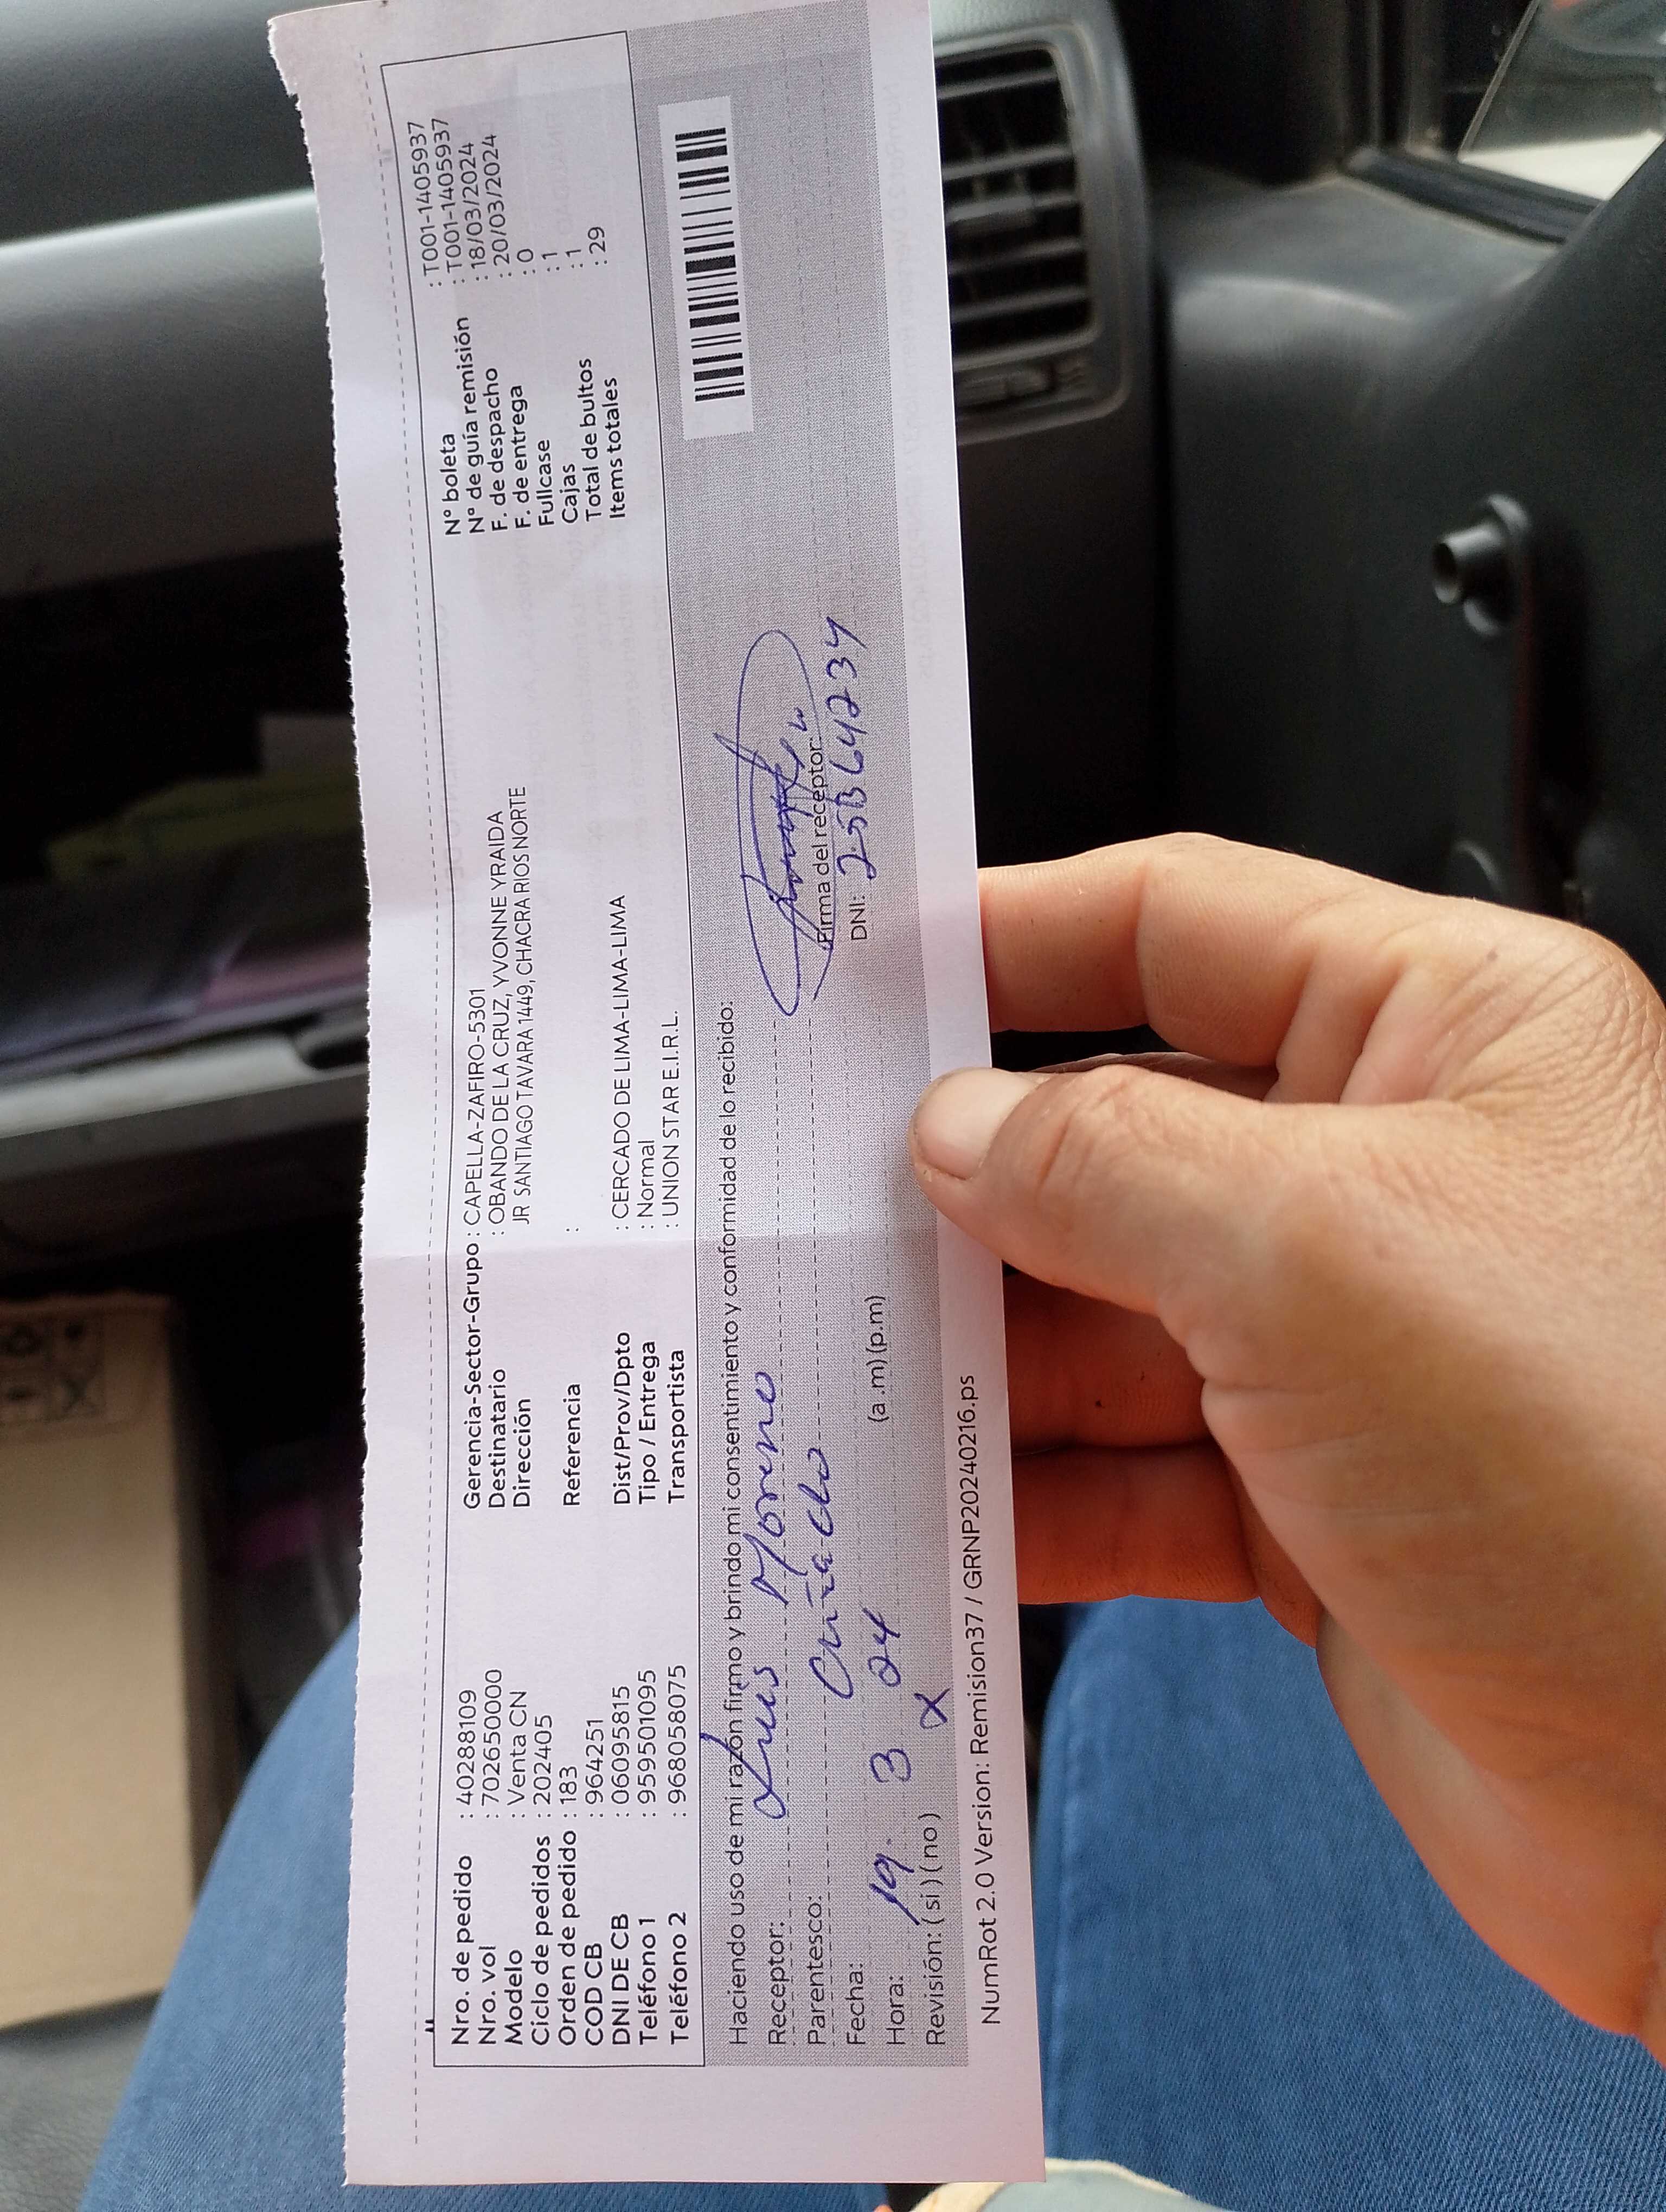 Nro. de pedido : 40288109
Nro. vol : 702650000
Modelo : Venta CN
Ciclo de pedidos : 202405
Orden de pedido : 183
COD CB : 964251
DNI DE CB : 06095815
Teléfono 1 : 959501095
Teléfono 2 : 968058075
Gerencia-Sector-Grupo : CAPELLA-ZAFIRO-5301
Destinatario : OBANDO DE LA CRUZ, YVONNE YRAIDA
Dirección JR SANTIAGO TAVARA 1449, CHACRA RIOS NORTE
Referencia :
Dist/Prov/Dpto : CERCADO DE LIMA-LIMA-LIMA
Tipo / Entrega : Normal
Transportista : UNION STAR E.I.R.L.
N° boleta : T001-1405937
N° de guía remisión : T001-1405937
F. de despacho : 18/03/2024
F. de entrega : 20/03/2024
Fullcase : 0
Cajas : 1
Total de bultos : 1
Items totales : 29
Haciendo uso de mi razón firmo y brindo mi consentimiento y conformidad de lo recibido:
Receptor: Luis Moreno
Parentesco: Cuñado
Fecha: 19. 3 24
Hora: (a .m) (p.m)
Revisión: ( si ) ( no ) x
Firma del receptor:
DNI: 25864234
NumRot 2.0 Version: Remision37 / GRNP20240216.ps